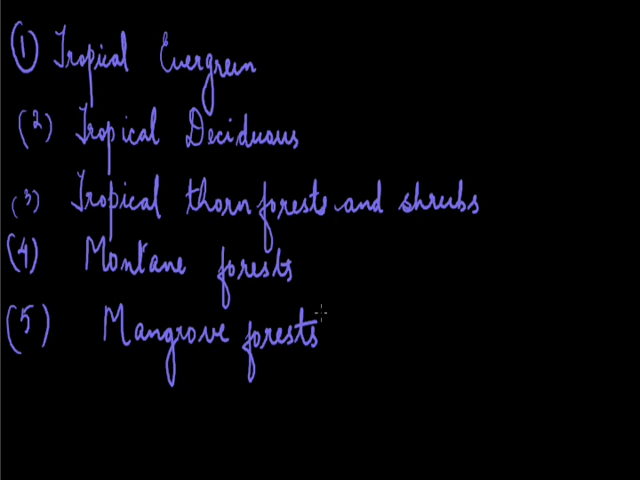 ① Tropical Evergreen
(2) Tropical Deciduous
(3) Tropical thorn forests and shrubs
(4) Montane forests
(5) Mangrove forests